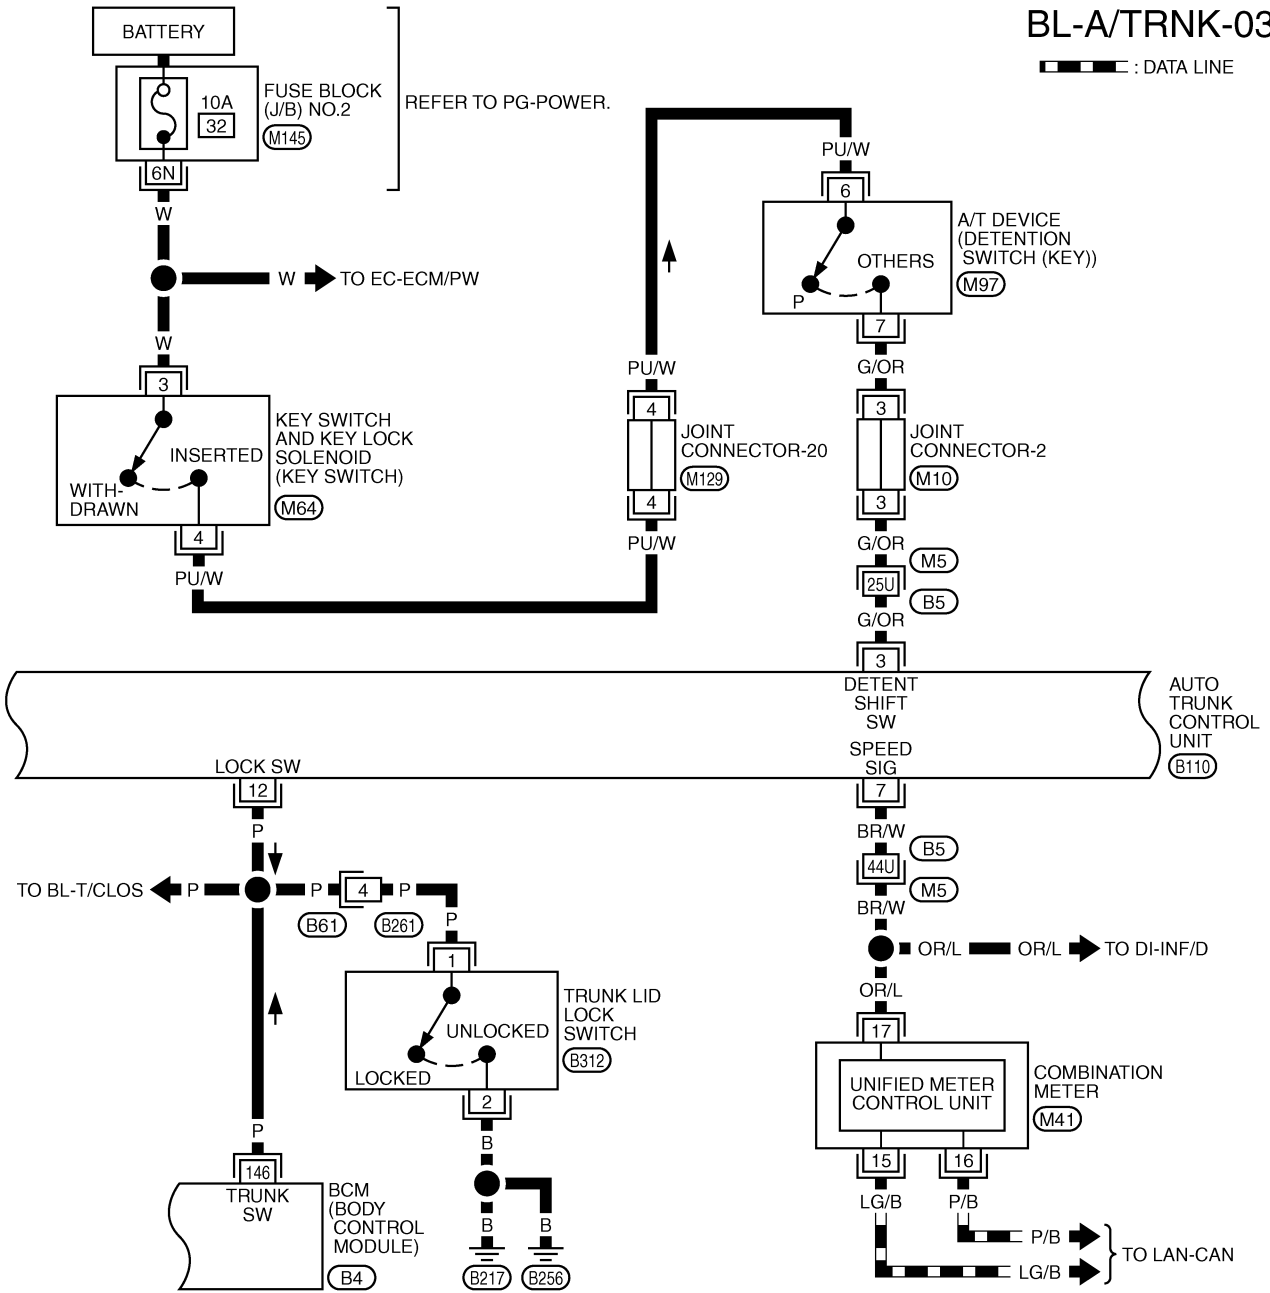 BL-A/TRNK-03
: DATA LINE
BATTERY
10A
32
FUSE BLOCK
(J/B) NO.2
M145
REFER TO PG-POWER.
6N
W
W
TO EC-ECM/PW
W
3
KEY SWITCH
AND KEY LOCK
SOLENOID
(KEY SWITCH)
M64
INSERTED
WITH-
DRAWN
4
PU/W
PU/W
4
JOINT
CONNECTOR-20
M129
4
PU/W
PU/W
6
A/T DEVICE
(DETENTION
SWITCH (KEY))
M97
OTHERS
P
7
G/OR
3
JOINT
CONNECTOR-2
M10
3
G/OR
M5
25U
B5
G/OR
3
DETENT
SHIFT
SW
AUTO
TRUNK
CONTROL
UNIT
B110
LOCK SW
SPEED
SIG
12
P
TO BL-T/CLOS
P
P
4
P
B61
B261
P
1
TRUNK LID
LOCK
SWITCH
B312
UNLOCKED
LOCKED
2
B
B
B
B217
B256
P
146
TRUNK
SW
BCM
(BODY
CONTROL
MODULE)
B4
7
BR/W
B5
44U
M5
BR/W
OR/L
OR/L
TO DI-INF/D
OR/L
17
UNIFIED METER
CONTROL UNIT
COMBINATION
METER
M41
15
16
LG/B
P/B
P/B
LG/B
TO LAN-CAN